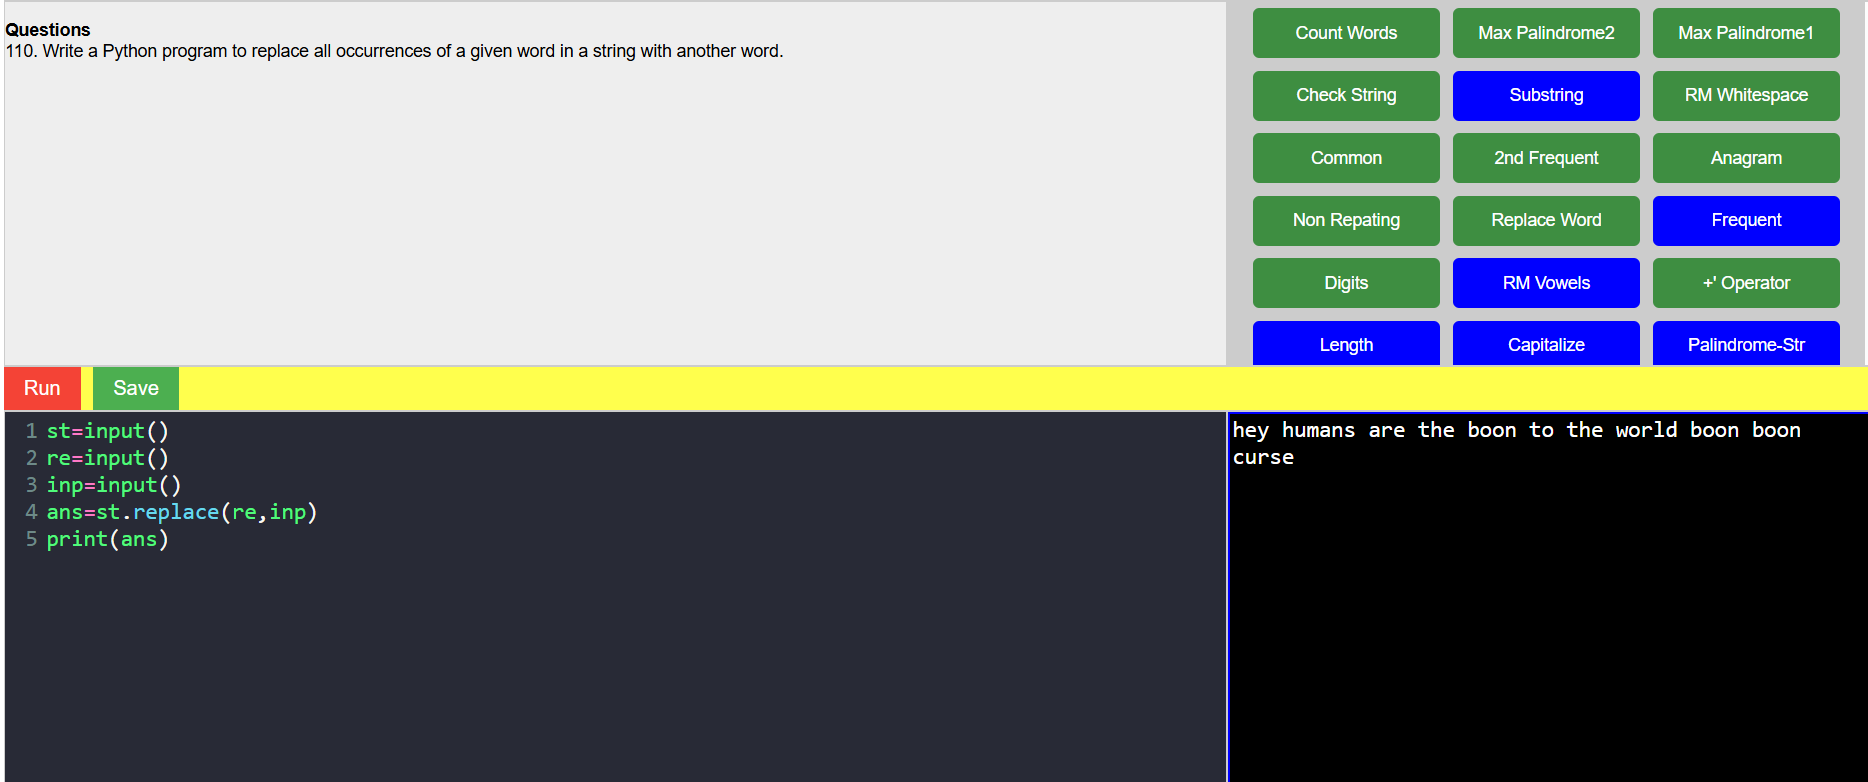 Questions
110. Write a Python program to replace all occurrences of a given word in a string with another word.
Count Words
Max Palindrome2
Max Palindrome1
Check String
Substring
RM Whitespace
Common
2nd Frequent
Anagram
Non Repating
Replace Word
Frequent
Digits
RM Vowels
+' Operator
Length
Capitalize
Palindrome-Str
Run
Save
1 st=input()
2 re=input()
3 inp=input()
4 ans=st.replace(re,inp)
5 print(ans)
hey humans are the boon to the world boon boon
curse